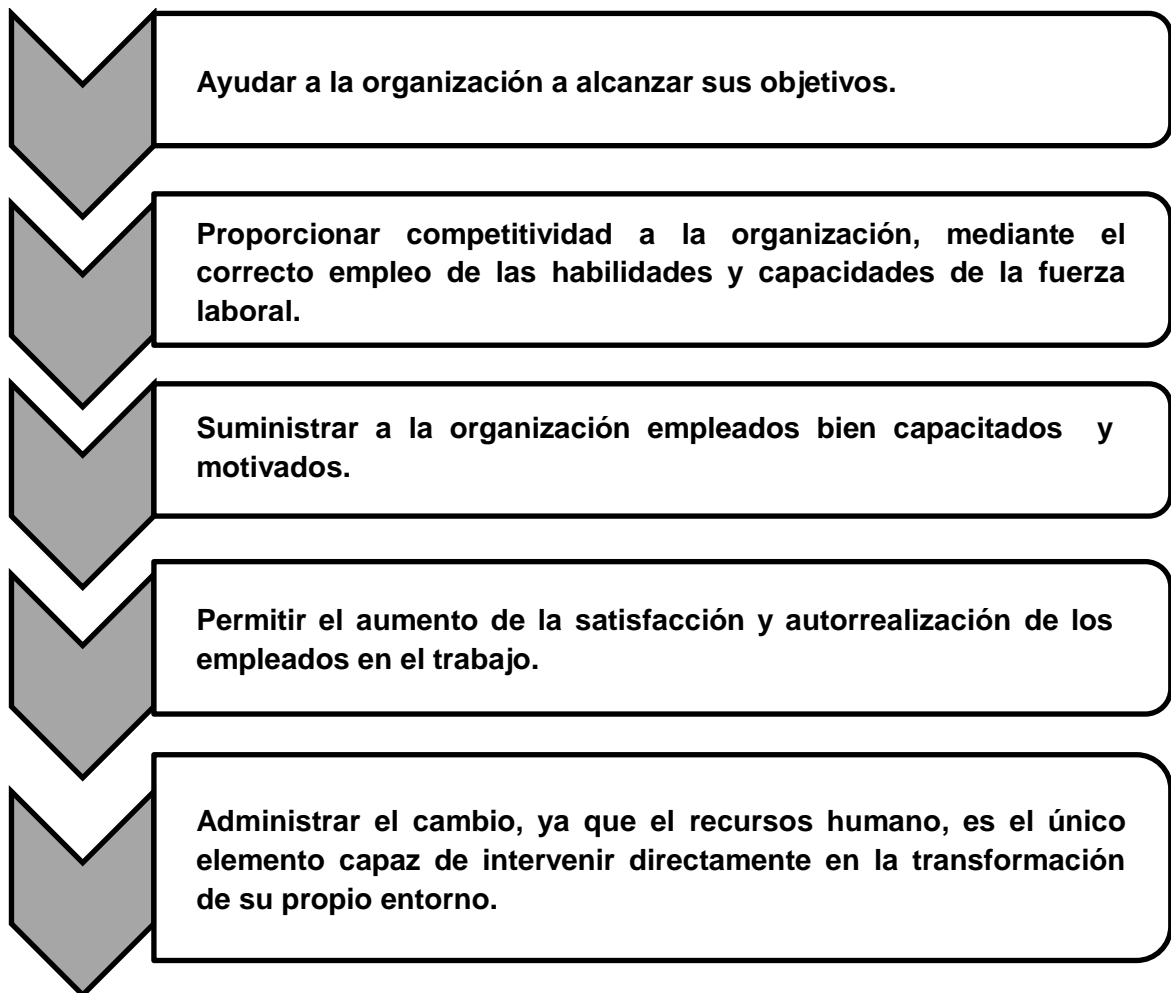 Ayudar a la organización a alcanzar sus objetivos.
Proporcionar competitividad a la organización, mediante el
correcto empleo de las habilidades y capacidades de la fuerza
laboral.
Suministrar a la organización empleados bien capacitados y
motivados.
Permitir el aumento de la satisfacción y autorrealización de los
empleados en el trabajo.
Administrar el cambio, ya que el recursos humano, es el único
elemento capaz de intervenir directamente en la transformación
de su propio entorno.